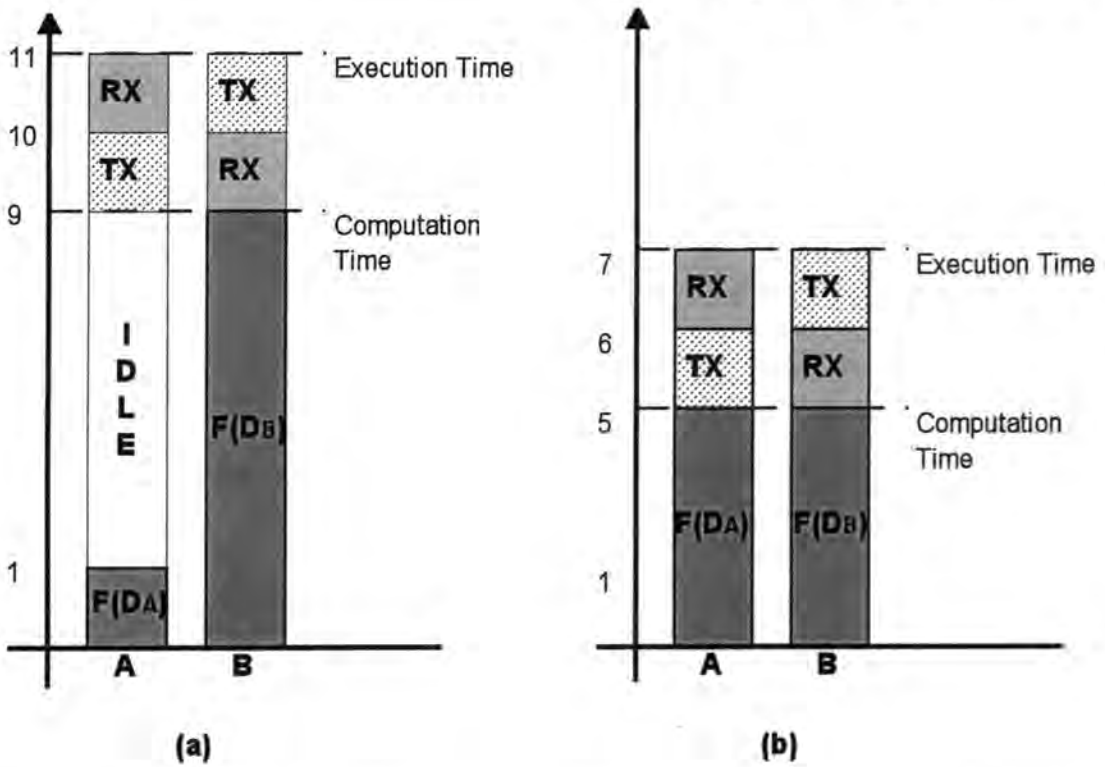 11
RX
TX
Execution Time
10
TX
RX
9
Computation
Time
I
D
L
E
F(DB)
1
F(DA)
A
B
(a)
7
RX
TX
Execution Time
6
TX
RX
5
Computation
Time
F(DA)
F(DB)
1
A
B
(b)